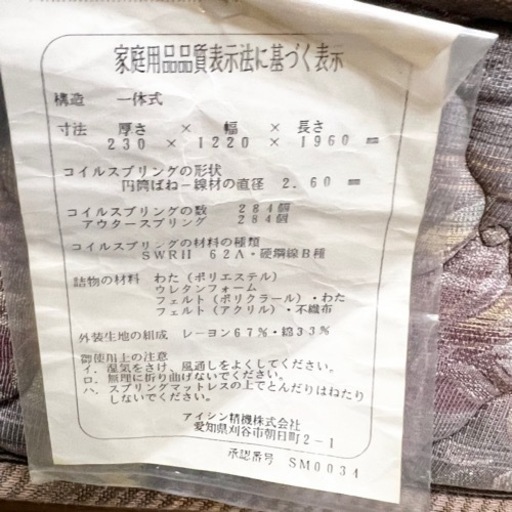 家庭用品品質表示法に基づく表示
構造 一体式
寸法 厚さ × 幅 × 長さ
230 × 1220 × 1960 mm
コイルスプリングの形状
円筒ばね－線材の直径 2.60 mm
コイルスプリングの数 284個
アウタースプリング 284個
コイルスプリングの材料の種類
SWRH 62A・硬鋼線B種
詰物の材料 わた（ポリエステル）
ウレタンフォーム
フェルト（ポリクラール）・わた
フェルト（アクリル）・不織布
外装生地の組成 レーヨン67％・綿33％
御使用上の注意
イ．湿気をさけ、風通しをよくしてください。
ロ．無理に折り曲げないでください。
ハ．スプリングマットレスの上でとんだりはねたり
しないでください。
アイシン精機株式会社
愛知県刈谷市朝日町2－1
承認番号 SM0034